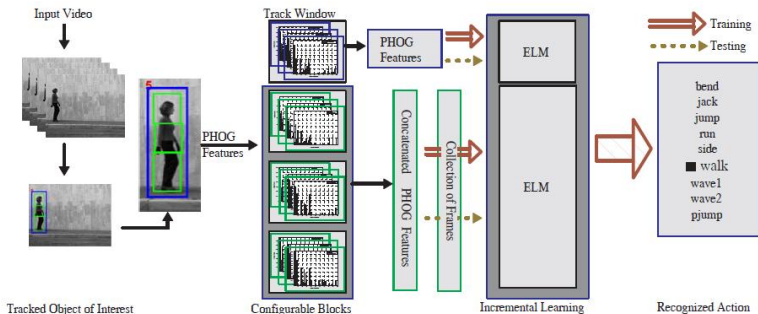 Input Video
Track Window
PHOG
Features
ELM
Training
Testing
5
PHOG
Features
Concatenated PHOG Features
Collection of Frames
ELM
bend
jack
jump
run
side
walk
wave1
wave2
pjump
Tracked Object of Interest
Configurable Blocks
Incremental Learning
Recognized Action